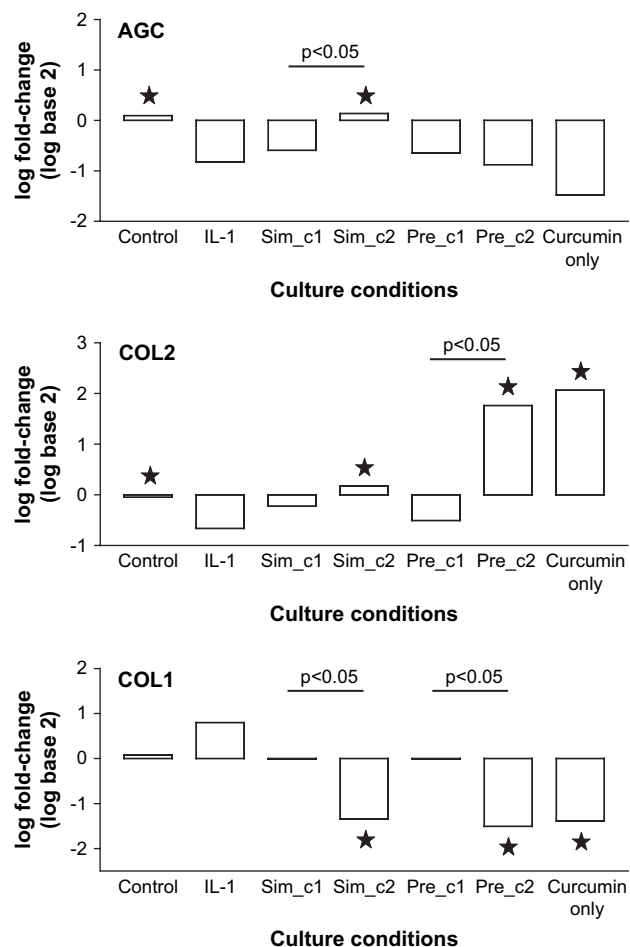 AGC
p<0.05
log fold-change
(log base 2)
2
1
0
-1
-2
Control IL-1 Sim_c1 Sim_c2 Pre_c1 Pre_c2 Curcumin
only
Culture conditions
COL2
p<0.05
log fold-change
(log base 2)
3
2
1
0
-1
Control IL-1 Sim_c1 Sim_c2 Pre_c1 Pre_c2 Curcumin
only
Culture conditions
COL1
p<0.05 p<0.05
log fold-change
(log base 2)
2
1
0
-1
-2
Control IL-1 Sim_c1 Sim_c2 Pre_c1 Pre_c2 Curcumin
only
Culture conditions